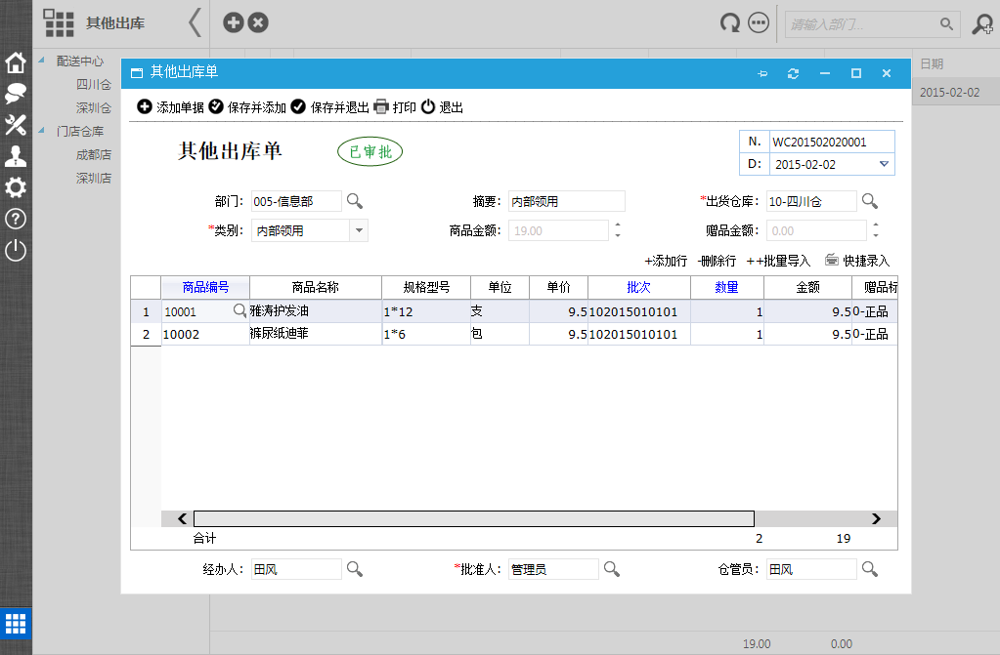 其他出库
请输入部门...
配送中心
四川仓
深圳仓
门店仓库
成都店
深圳店
日期
2015-02-02
其他出库单
添加单据 保存并添加 保存并退出 打印 退出
其他出库单
已审批
N. WC201502020001
D: 2015-02-02
部门: 005-信息部 摘要: 内部领用 *出货仓库: 10-四川仓
*类别: 内部领用 商品金额: 19.00 赠品金额: 0.00
+添加行 -删除行 ++批量导入 快捷录入
商品编号 商品名称 规格型号 单位 单价 批次 数量 金额 赠品标
1 10001 雅涛护发油 1*12 支 9.5 102015010101 1 9.5 0-正品
2 10002 裤尿纸迪菲 1*6 包 9.5 102015010101 1 9.5 0-正品
合计 2 19
经办人: 田风 *批准人: 管理员 仓管员: 田风
19.00 0.00